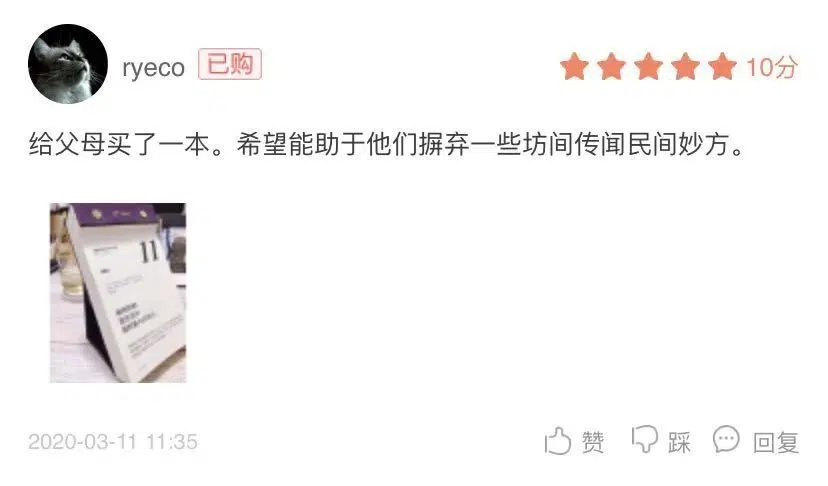 ryeco 已购
10分
给父母买了一本。希望能助于他们摒弃一些坊间传闻民间妙方。
11
2020-03-11 11:35
赞 踩 回复